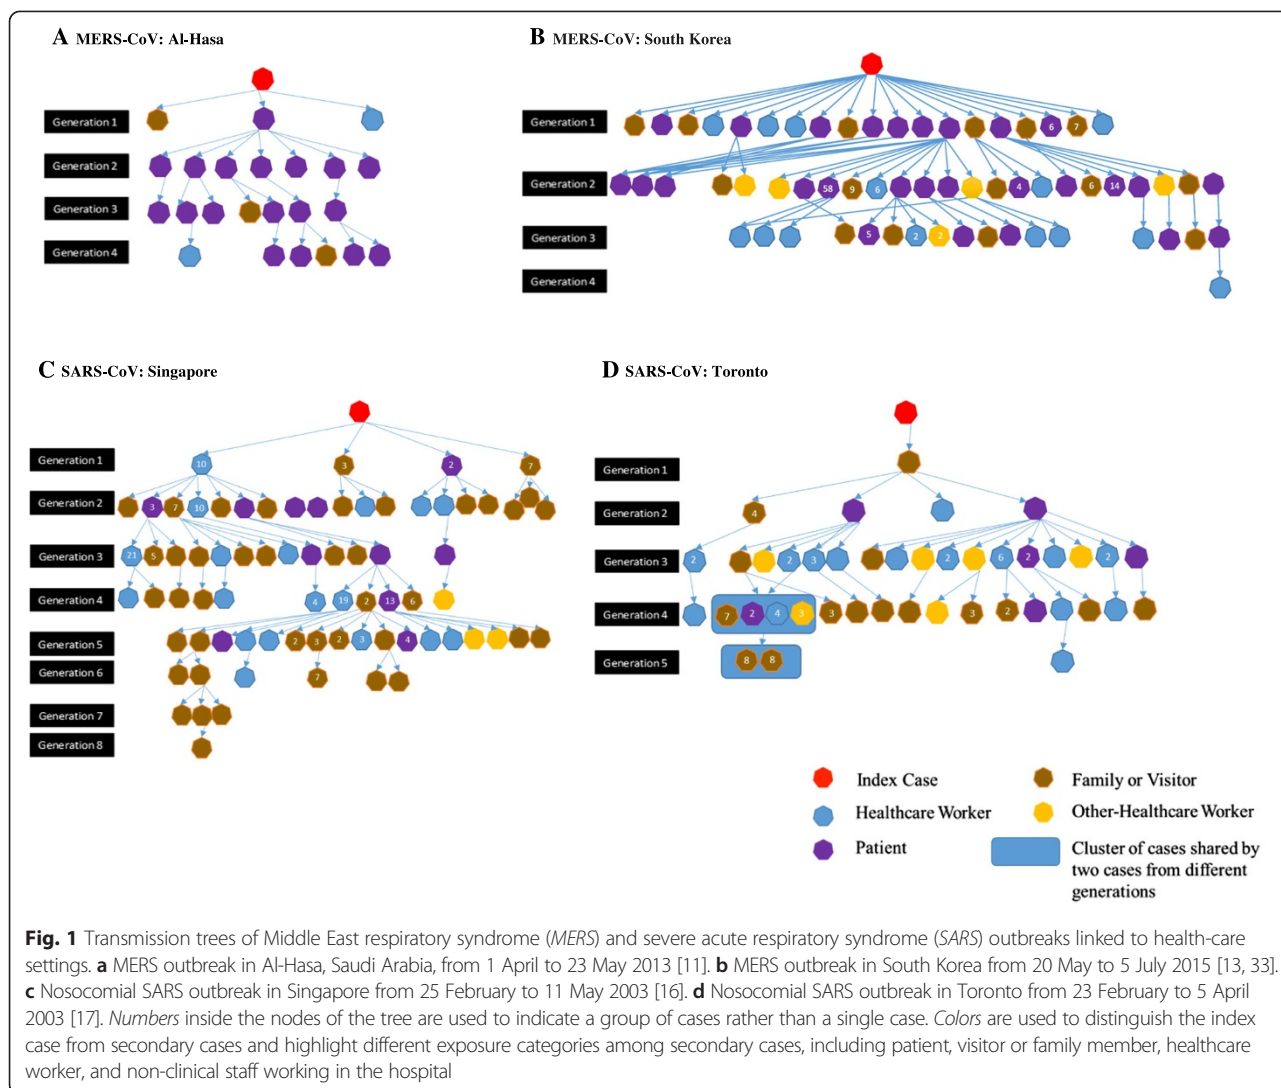 A MERS-CoV: Al-Hasa
Generation 1
Generation 2
Generation 3
Generation 4
B MERS-CoV: South Korea
Generation 1
6 7
Generation 2
58 9 6 4 6 14
Generation 3
5 2 2
Generation 4
C SARS-CoV: Singapore
Generation 1
10 3 2 7
Generation 2
3 7 10
Generation 3
21 5
Generation 4
4 19 2 13 6
Generation 5
2 3 2 3 4
Generation 6
7
Generation 7
Generation 8
D SARS-CoV: Toronto
Generation 1
Generation 2
4
Generation 3
2 2 3 2 6 2 2
Generation 4
7 2 4 3 3 3 2
Generation 5
8 8
Index Case
Family or Visitor
Healthcare Worker
Other-Healthcare Worker
Patient
Cluster of cases shared by
two cases from different
generations
Fig. 1 Transmission trees of Middle East respiratory syndrome (MERS) and severe acute respiratory syndrome (SARS) outbreaks linked to health-care
settings. a MERS outbreak in Al-Hasa, Saudi Arabia, from 1 April to 23 May 2013 [11]. b MERS outbreak in South Korea from 20 May to 5 July 2015 [13, 33].
c Nosocomial SARS outbreak in Singapore from 25 February to 11 May 2003 [16]. d Nosocomial SARS outbreak in Toronto from 23 February to 5 April
2003 [17]. Numbers inside the nodes of the tree are used to indicate a group of cases rather than a single case. Colors are used to distinguish the index
case from secondary cases and highlight different exposure categories among secondary cases, including patient, visitor or family member, healthcare
worker, and non-clinical staff working in the hospital